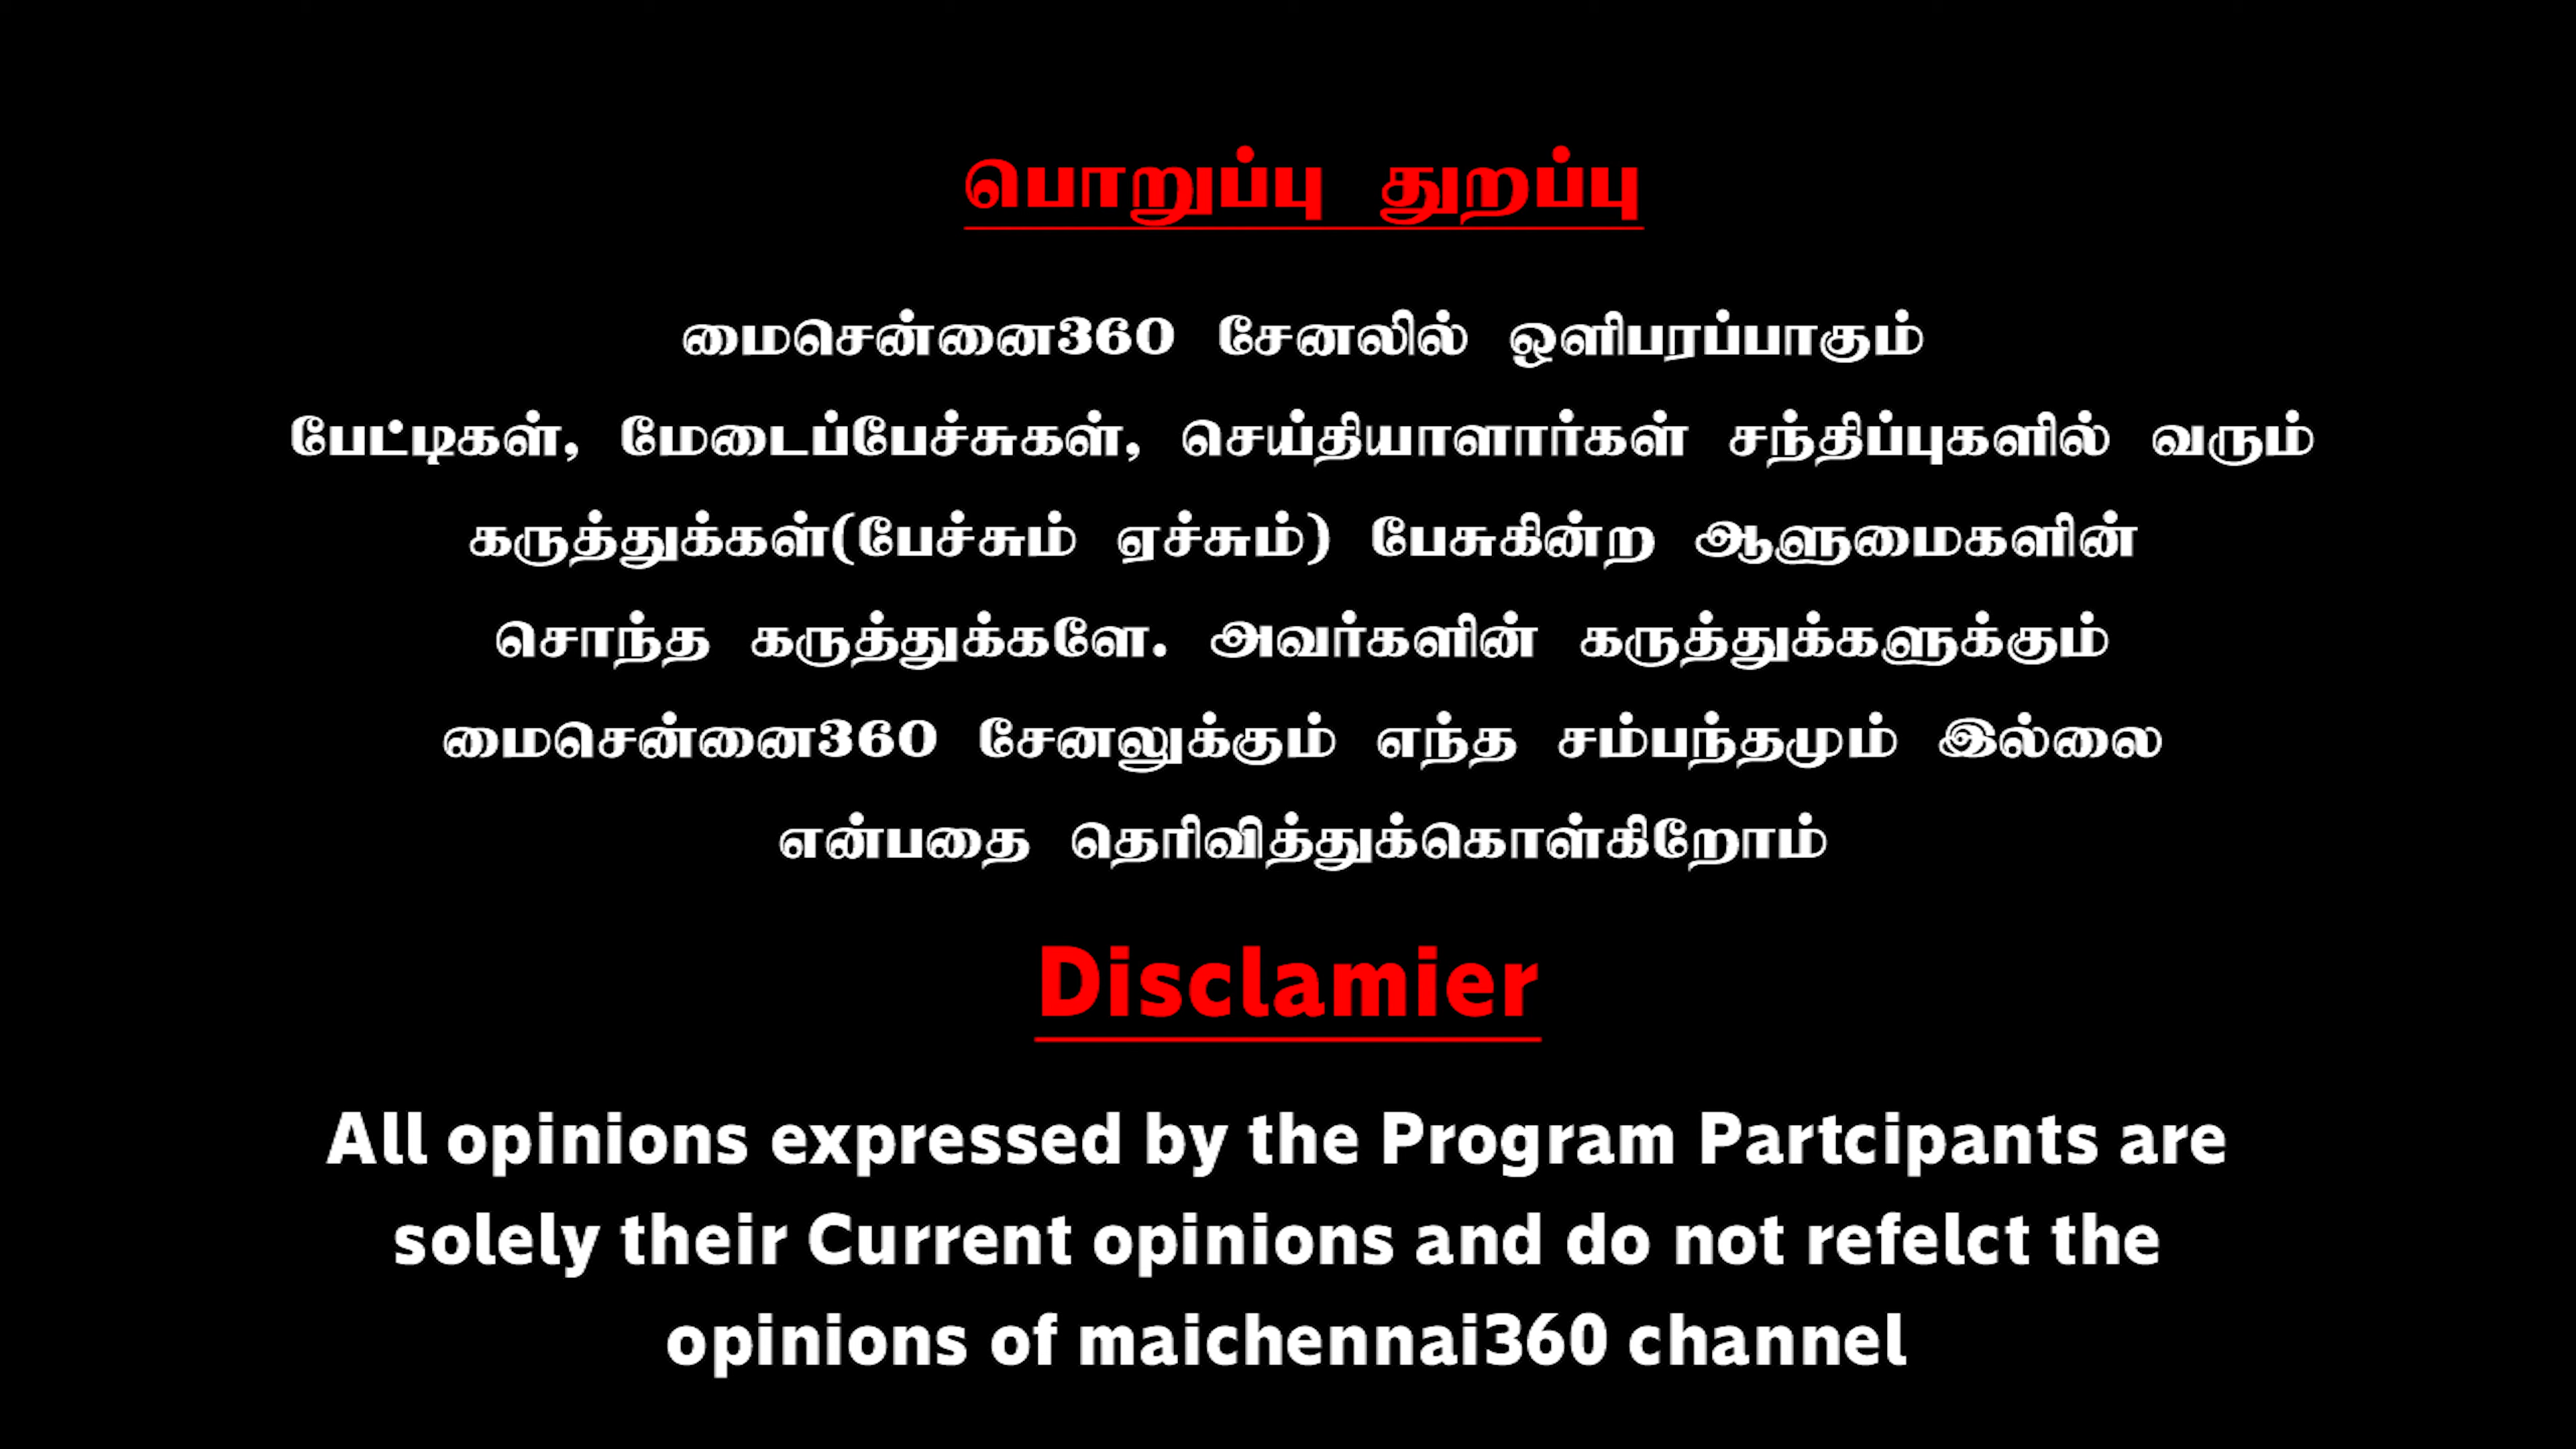 பொறுப்பு துறப்பு
மைசென்னை360 சேனலில் ஒளிபரப்பாகும்
பேட்டிகள், மேடைப்பேச்சுகள், செய்தியாளார்கள் சந்திப்புகளில் வரும்
கருத்துக்கள்(பேச்சும் ஏச்சும்) பேசுகின்ற ஆளுமைகளின்
சொந்த கருத்துக்களே. அவர்களின் கருத்துக்களுக்கும்
மைசென்னை360 சேனலுக்கும் எந்த சம்பந்தமும் இல்லை
என்பதை தெரிவித்துக்கொள்கிறோம்
Disclamier
All opinions expressed by the Program Partcipants are
solely their Current opinions and do not refelct the
opinions of maichennai360 channel